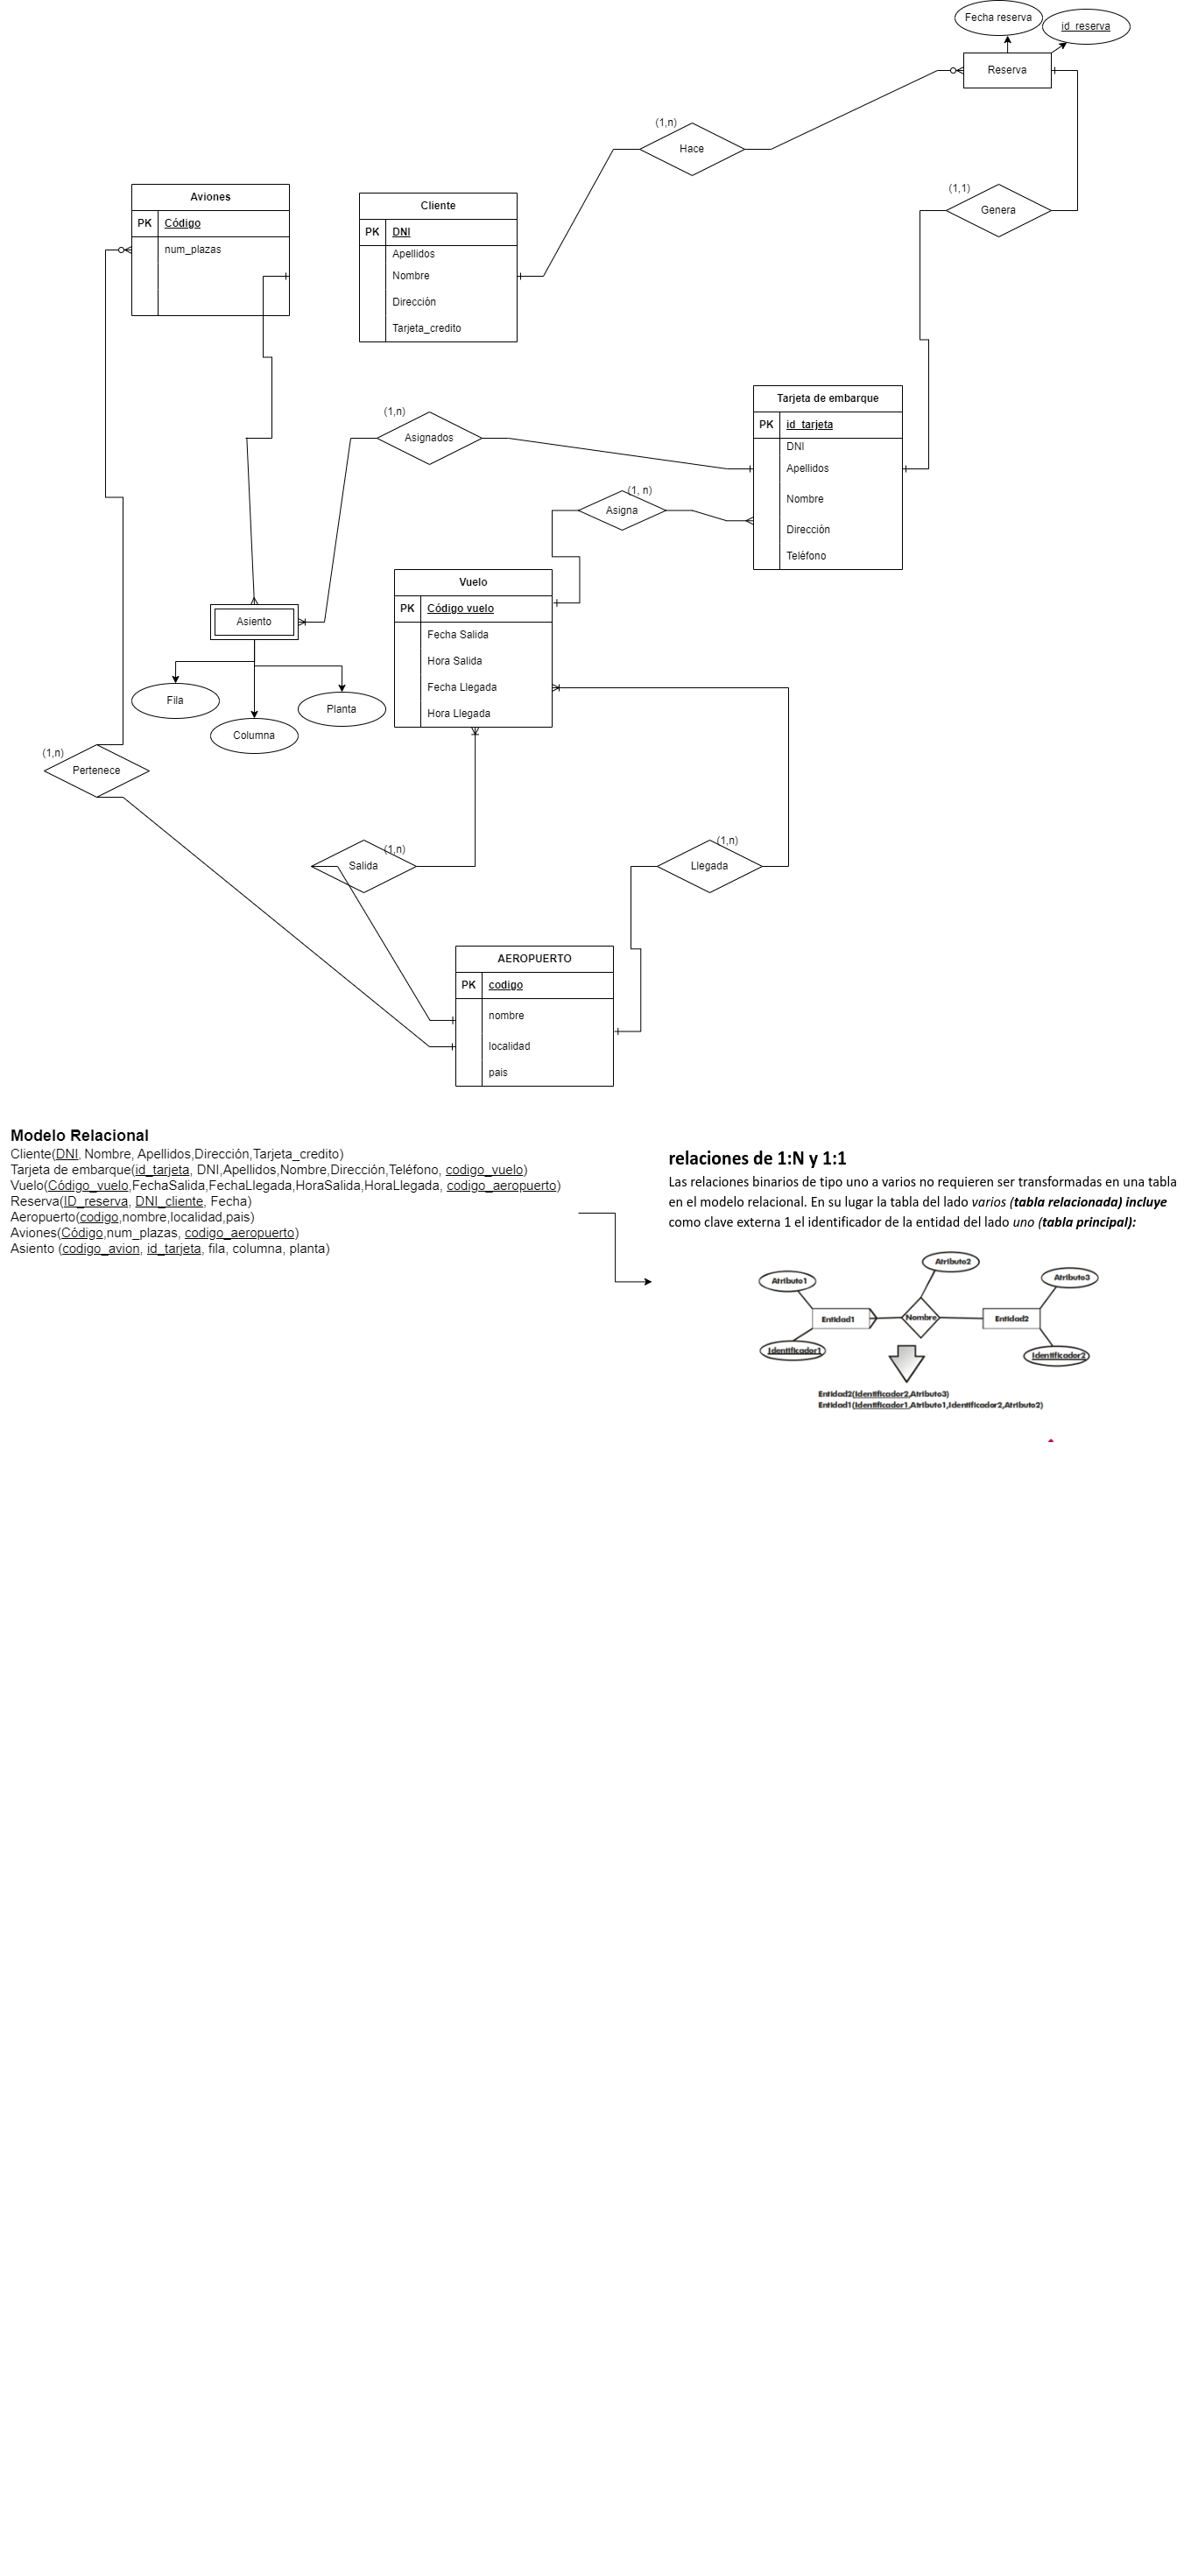 Fecha reserva
id_reserva
Reserva
(1,n)
Hace
(1,1)
Genera
Aviones
PK Código
num_plazas
Cliente
PK DNI
Apellidos
Nombre
Dirección
Tarjeta_credito
(1,n)
Asignados
Tarjeta de embarque
PK id_tarjeta
DNI
Apellidos
Nombre
Dirección
Teléfono
(1, n)
Asigna
Vuelo
PK Código vuelo
Fecha Salida
Hora Salida
Fecha Llegada
Hora Llegada
Asiento
Fila
Columna
Planta
(1,n)
Pertenece
(1,n)
Salida
(1,n)
Llegada
AEROPUERTO
PK codigo
nombre
localidad
pais
Modelo Relacional
Cliente(DNI, Nombre, Apellidos,Dirección,Tarjeta_credito)
Tarjeta de embarque(id_tarjeta, DNI,Apellidos,Nombre,Dirección,Teléfono, codigo_vuelo)
Vuelo(Código_vuelo,FechaSalida,FechaLlegada,HoraSalida,HoraLlegada, codigo_aeropuerto)
Reserva(ID_reserva, DNI_cliente, Fecha)
Aeropuerto(codigo,nombre,localidad,pais)
Aviones(Código,num_plazas, codigo_aeropuerto)
Asiento (codigo_avion, id_tarjeta, fila, columna, planta)
relaciones de 1:N y 1:1
Las relaciones binarios de tipo uno a varios no requieren ser transformadas en una tabla
en el modelo relacional. En su lugar la tabla del lado varios (tabla relacionada) incluye
como clave externa 1 el identificador de la entidad del lado uno (tabla principal):
Atributo1
Atributo2
Atributo3
Entidad1
Nombre
Entidad2
Identificador1
Identificador2
Entidad2(Identificador2,Atributo3)
Entidad1(Identificador1,Atributo1,Identificador2,Atributo2)